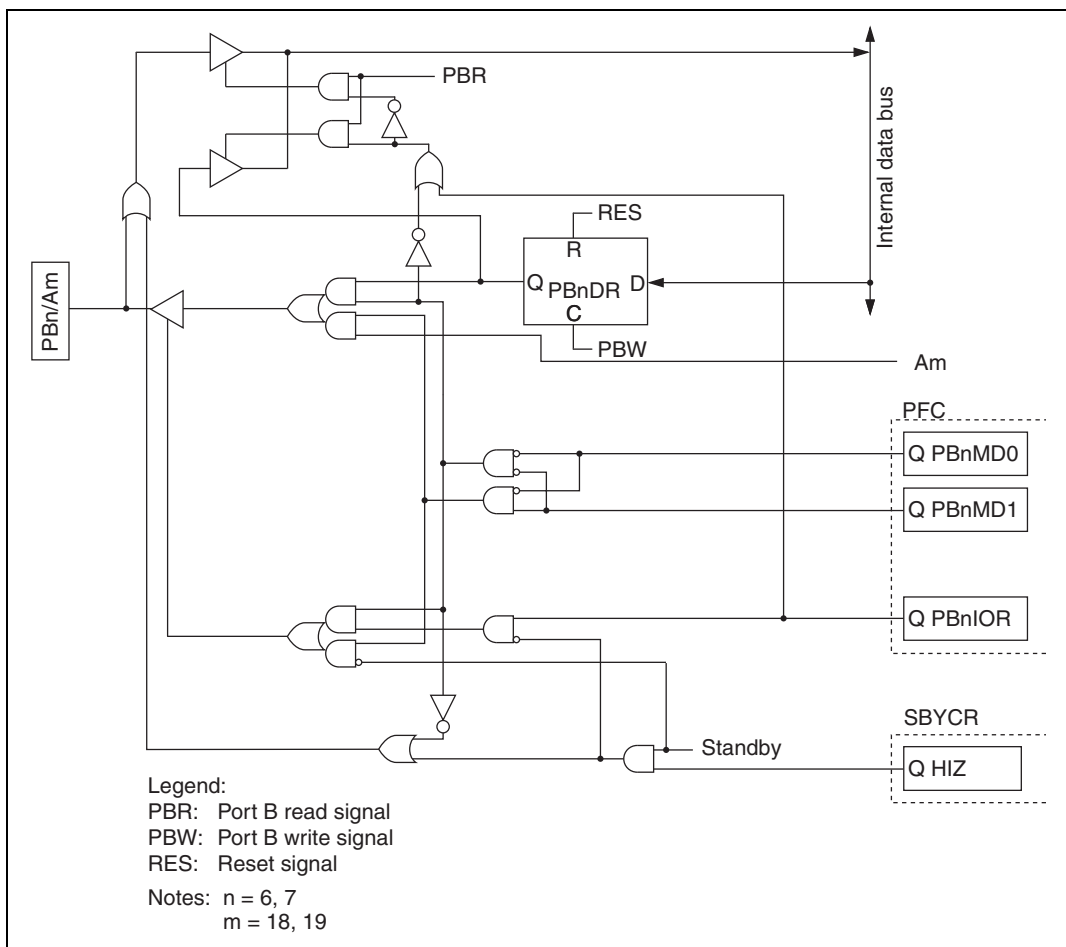 PBR
Internal data bus
RES
R
Q
PBnDR
D
C
PBW
PBn/Am
Am
PFC
Q PBnMD0
Q PBnMD1
Q PBnIOR
SBYCR
Standby
Q HIZ
Legend:
PBR: Port B read signal
PBW: Port B write signal
RES: Reset signal
Notes: n = 6, 7
m = 18, 19